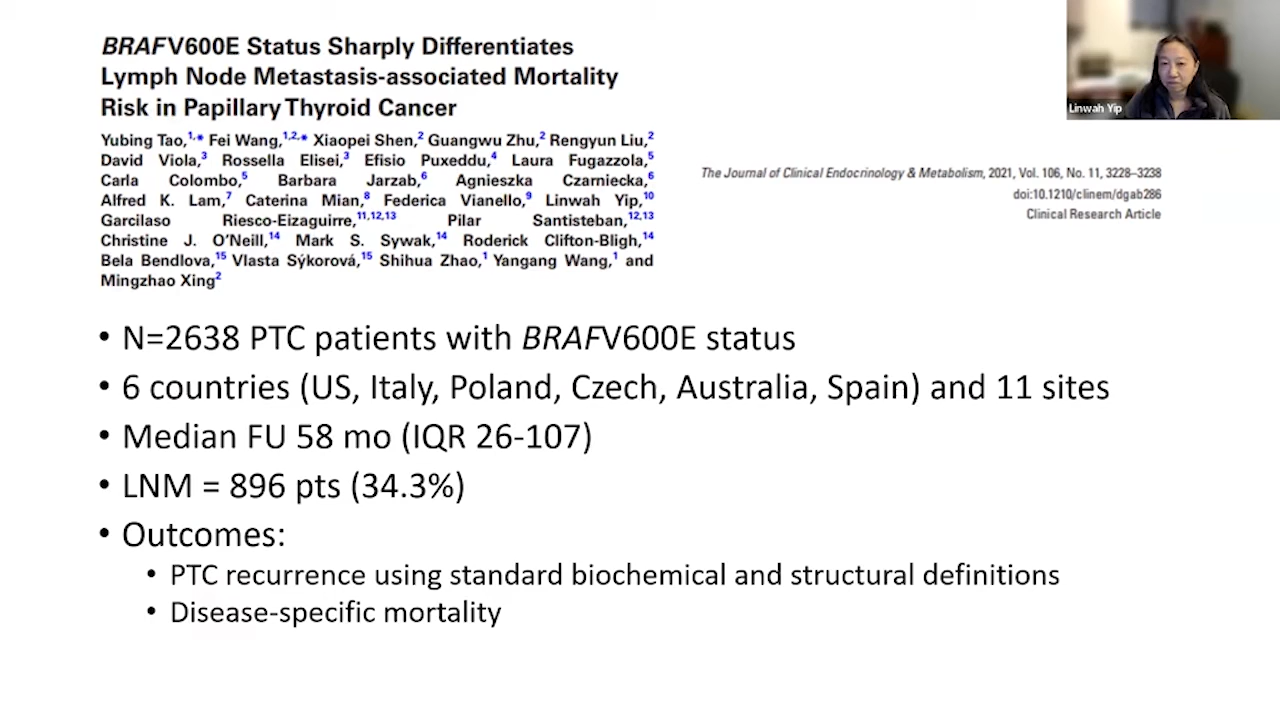 BRAFV600E Status Sharply Differentiates
Lymph Node Metastasis-associated Mortality
Risk in Papillary Thyroid Cancer
Yubing Tao,1,* Fei Wang,1,2,* Xiaopei Shen,2 Guangwu Zhu,2 Rengyun Liu,2
David Viola,3 Rossella Elisei,3 Efisio Puxeddu,4 Laura Fugazzola,5
Carla Colombo,5 Barbara Jarzab,6 Agnieszka Czarniecka,6
Alfred K. Lam,7 Caterina Mian,8 Federica Vianello,9 Linwah Yip,10
Garcilaso Riesco-Eizaguirre,11,12,13 Pilar Santisteban,12,13
Christine J. O'Neill,14 Mark S. Sywak,14 Roderick Clifton-Bligh,14
Bela Bendlova,15 Vlasta Sýkorová,15 Shihua Zhao,1 Yangang Wang,1 and
Mingzhao Xing2
The Journal of Clinical Endocrinology & Metabolism, 2021, Vol. 106, No. 11, 3228–3238
doi:10.1210/clinem/dgab286
Clinical Research Article
Linwah Yip
• N=2638 PTC patients with BRAFV600E status
• 6 countries (US, Italy, Poland, Czech, Australia, Spain) and 11 sites
• Median FU 58 mo (IQR 26-107)
• LNM = 896 pts (34.3%)
• Outcomes:
• PTC recurrence using standard biochemical and structural definitions
• Disease-specific mortality